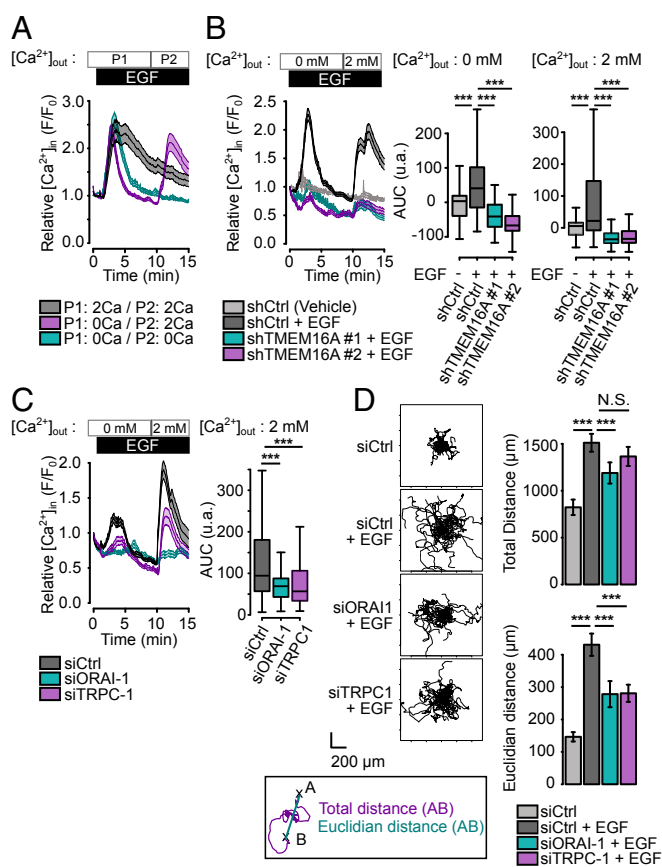 A
[Ca²⁺]out :
P1 P2
EGF
Relative [Ca²⁺]in (F/F₀)
3.0
2.5
2.0
1.5
1.0
0 5 10 15
Time (min)
P1: 2Ca / P2: 2Ca
P1: 0Ca / P2: 2Ca
P1: 0Ca / P2: 0Ca
B
[Ca²⁺]out :
0 mM 2 mM
EGF
Relative [Ca²⁺]in (F/F₀)
2.5
2.0
1.5
1.0
0.5
0 5 10 15
Time (min)
shCtrl (Vehicle)
shCtrl + EGF
shTMEM16A #1 + EGF
shTMEM16A #2 + EGF
[Ca²⁺]out : 0 mM
***
*** ***
AUC (u.a.)
200
100
0
-100
EGF - + + +
shCtrl
shCtrl
shTMEM16A #1
shTMEM16A #2
[Ca²⁺]out : 2 mM
***
*** ***
300
200
100
0
- + + +
shCtrl
shCtrl
shTMEM16A #1
shTMEM16A #2
C
[Ca²⁺]out :
0 mM 2 mM
EGF
Relative [Ca²⁺]in (F/F₀)
2.0
1.5
1.0
0.5
0 5 10 15
Time (min)
siCtrl
siORAI-1
siTRPC-1
[Ca²⁺]out : 2 mM
***
***
AUC (u.a.)
350
300
200
100
0
siCtrl
siORAI-1
siTRPC1
D
siCtrl
siCtrl
+ EGF
siORAI1
+ EGF
siTRPC1
+ EGF
200 µm
A
B
Total distance (AB)
Euclidian distance (AB)
N.S.
*** ***
Total Distance (µm)
1500
1000
600
0
***
*** ***
Euclidian distance (µm)
400
300
200
100
0
siCtrl
siCtrl + EGF
siORAI-1 + EGF
siTRPC-1 + EGF